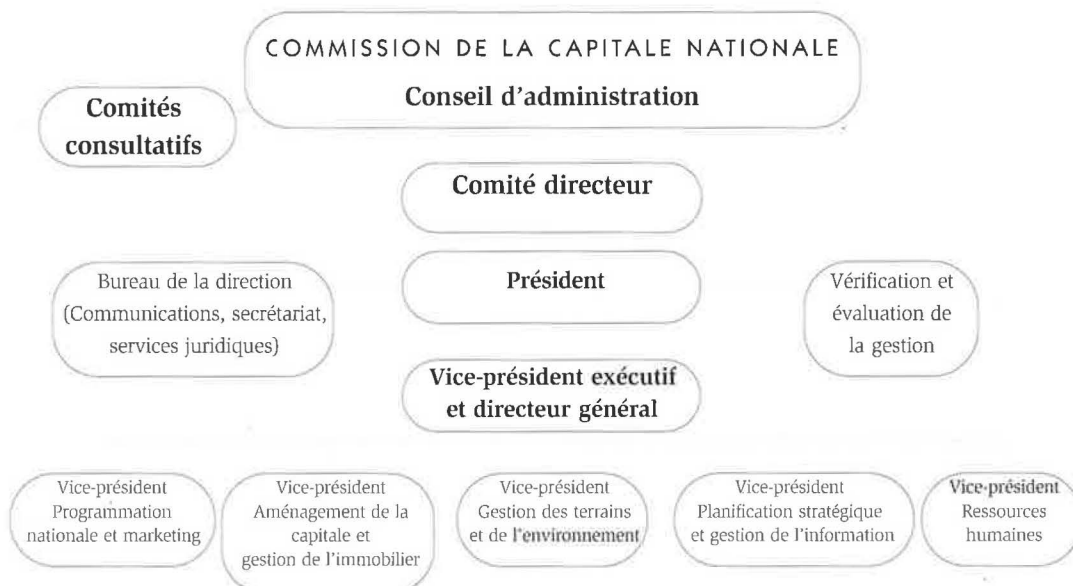 COMMISSION DE LA CAPITALE NATIONALE
Conseil d'administration
Comités
consultatifs
Comité directeur
Bureau de la direction
(Communications, secrétariat,
services juridiques)
Président
Vérification et
évaluation de
la gestion
Vice-président exécutif
et directeur général
Vice-président
Programmation
nationale et marketing
Vice-président
Aménagement de la
capitale et
gestion de l'immobilier
Vice-président
Gestion des terrains
et de l'environnement
Vice-président
Planification stratégique
et gestion de l'information
Vice-président
Ressources
humaines